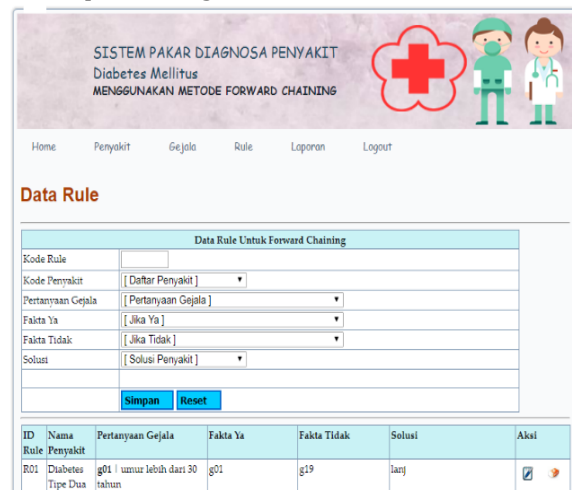 SISTEM PAKAR DIAGNOSA PENYAKIT
Diabetes Mellitus
MENGGUNAKAN METODE FORWARD CHAINING
Home Penyakit Gejala Rule Laporan Logout
Data Rule
Data Rule Untuk Forward Chaining
Kode Rule
Kode Penyakit [ Daftar Penyakit ]
Pertanyaan Gejala [ Pertanyaan Gejala ]
Fakta Ya [ Jika Ya ]
Fakta Tidak [ Jika Tidak ]
Solusi [ Solusi Penyakit ]
Simpan Reset
ID Nama Pertanyaan Gejala Fakta Ya Fakta Tidak Solusi Aksi
Rule Penyakit
R01 Diabetes g01 | umur lebih dari 30 g01 g19 lanj
Tipe Dua tahun